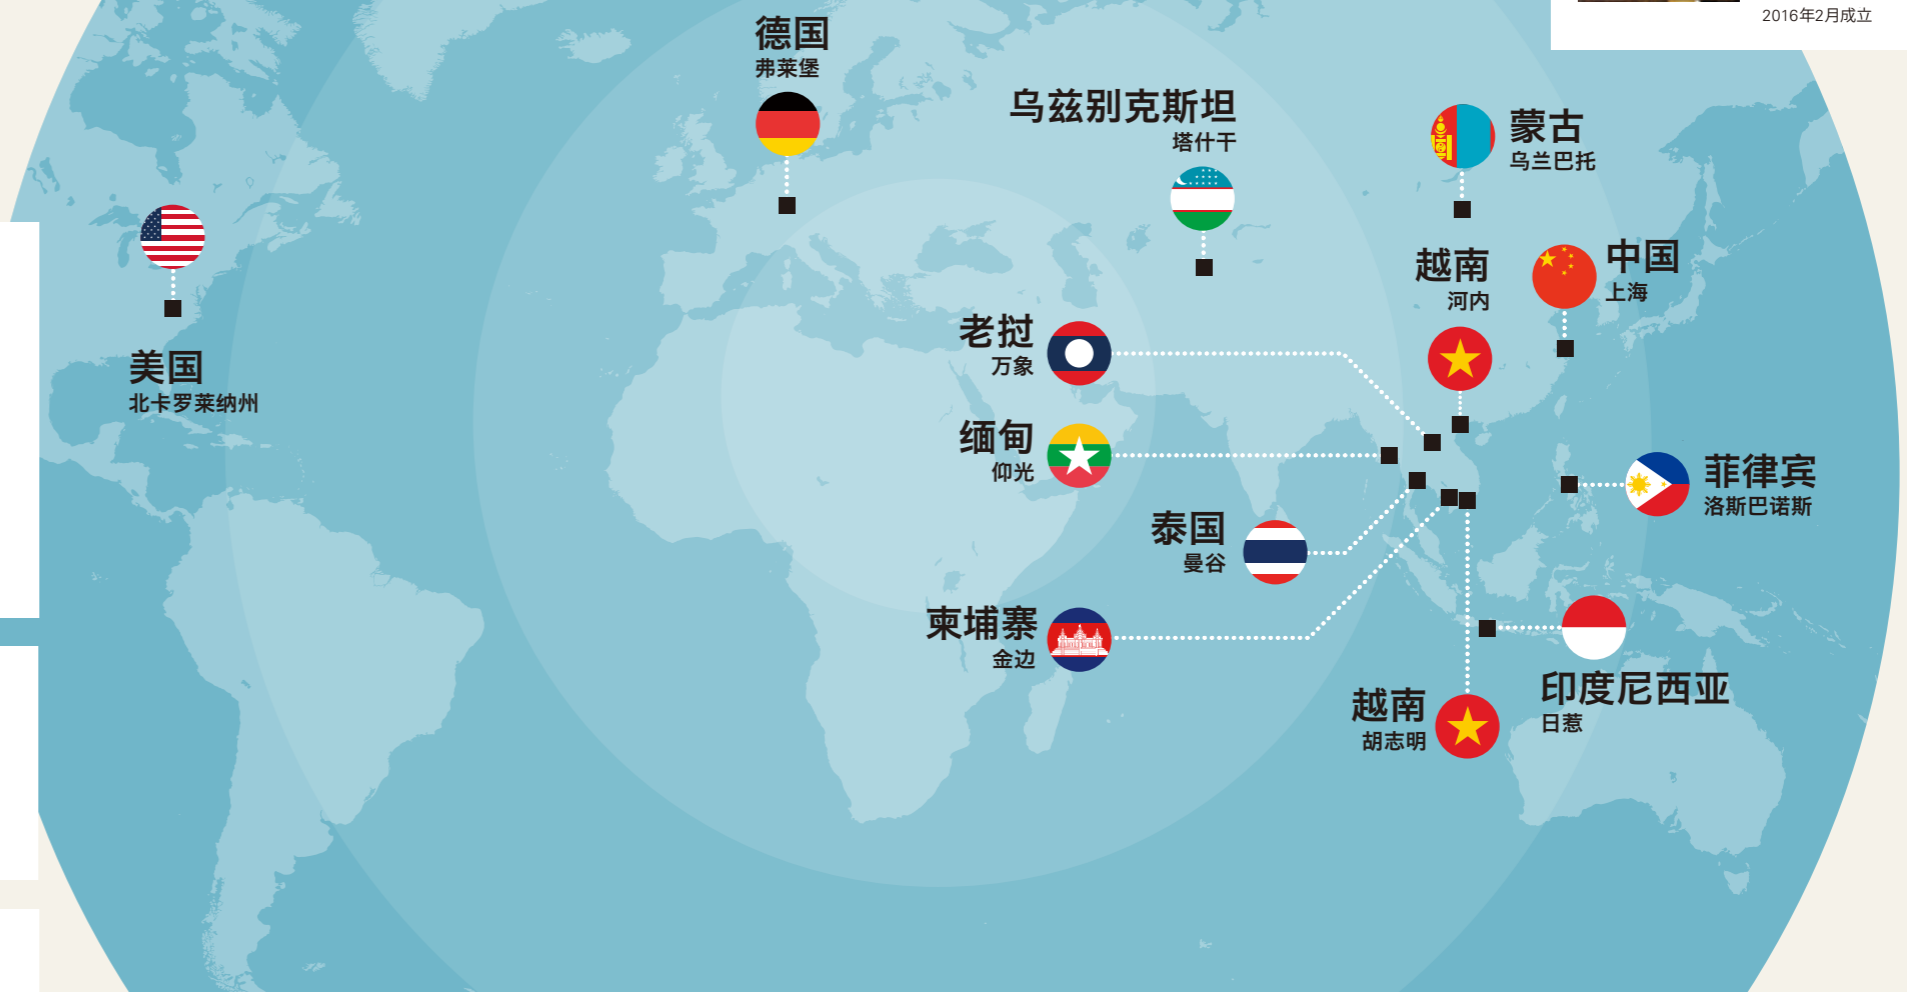 2016年2月成立
德国
弗莱堡
乌兹别克斯坦
塔什干
蒙古
乌兰巴托
越南
河内
中国
上海
老挝
万象
美国
北卡罗莱纳州
缅甸
仰光
菲律宾
洛斯巴诺斯
泰国
曼谷
柬埔寨
金边
印度尼西亚
日惹
越南
胡志明